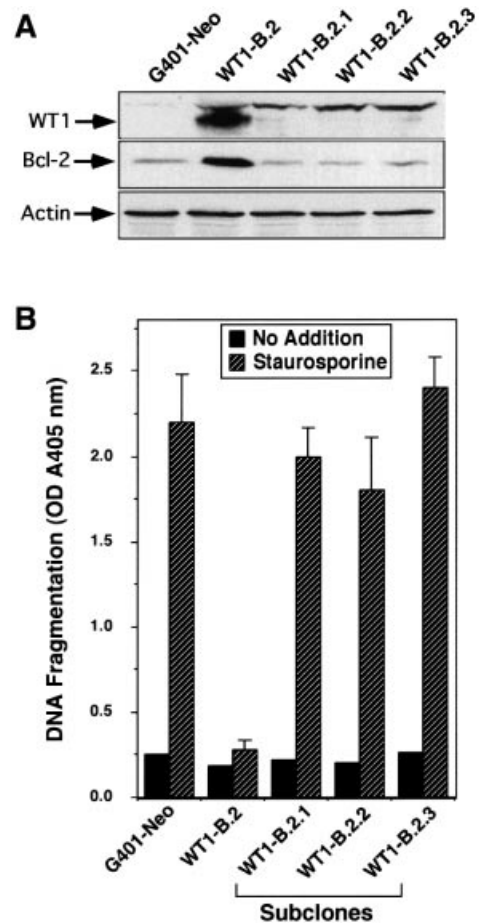 A
G401-Neo
WT1-B.2
WT1-B.2.1
WT1-B.2.2
WT1-B.2.3
WT1
Bcl-2
Actin
B
No Addition
Staurosporine
DNA Fragmentation (OD A405 nm)
2.5
2.0
1.5
1.0
0.5
0.0
G401-Neo
WT1-B.2
WT1-B.2.1
WT1-B.2.2
WT1-B.2.3
Subclones